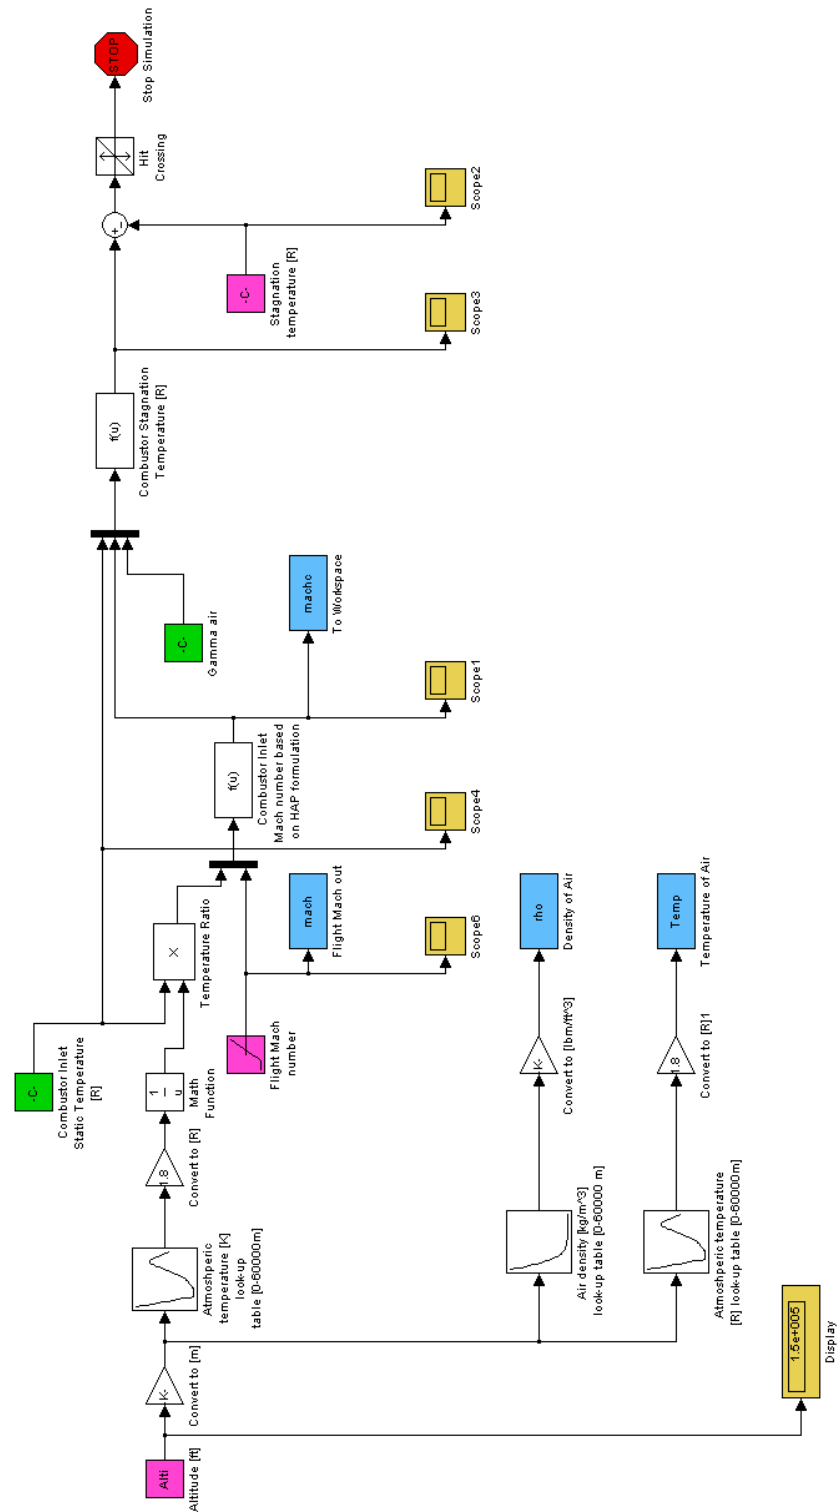 -C-
Combustor Inlet
Static Temperature
[R]
Alti
Altitude [ft]
K-
Convert to [m]
Atmoshperic
temperature [K]
look-up
table [0-60000m]
1.8
Convert to [R]
1
u
Math
Function
X
Temperature Ratio
Flight Mach
number
f(u)
Combustor Inlet
Mach number based
on HAP formulation
-C-
Gamma air
f(u)
Combustor Stagnation
Temperature [R]
+
-
Hit
Crossing
STOP
Stop Simulation
-C-
Stagnation
temperature [R]
mach
Flight Mach out
macho
To Workspace
Scope6
Scope4
Scope1
Scope3
Scope2
Air density [kg/m^3]
look-up table [0-60000 m]
K-
Convert to [lbm/ft^3]
rho
Density of Air
Atmoshperic temperature
[R] look-up table [0-60000m]
1.8
Convert to [R]1
Temp
Temperature of Air
1.5e+005
Display